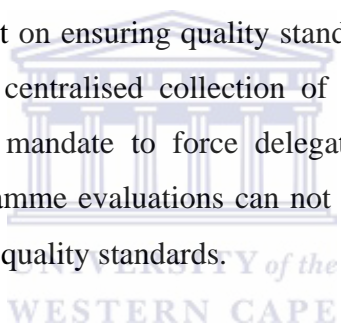 t on ensuring quality stand
centralised collection of
mandate to force delegat
amme evaluations can not
quality standards.
UNIVERSITY of the
WESTERN CAPE